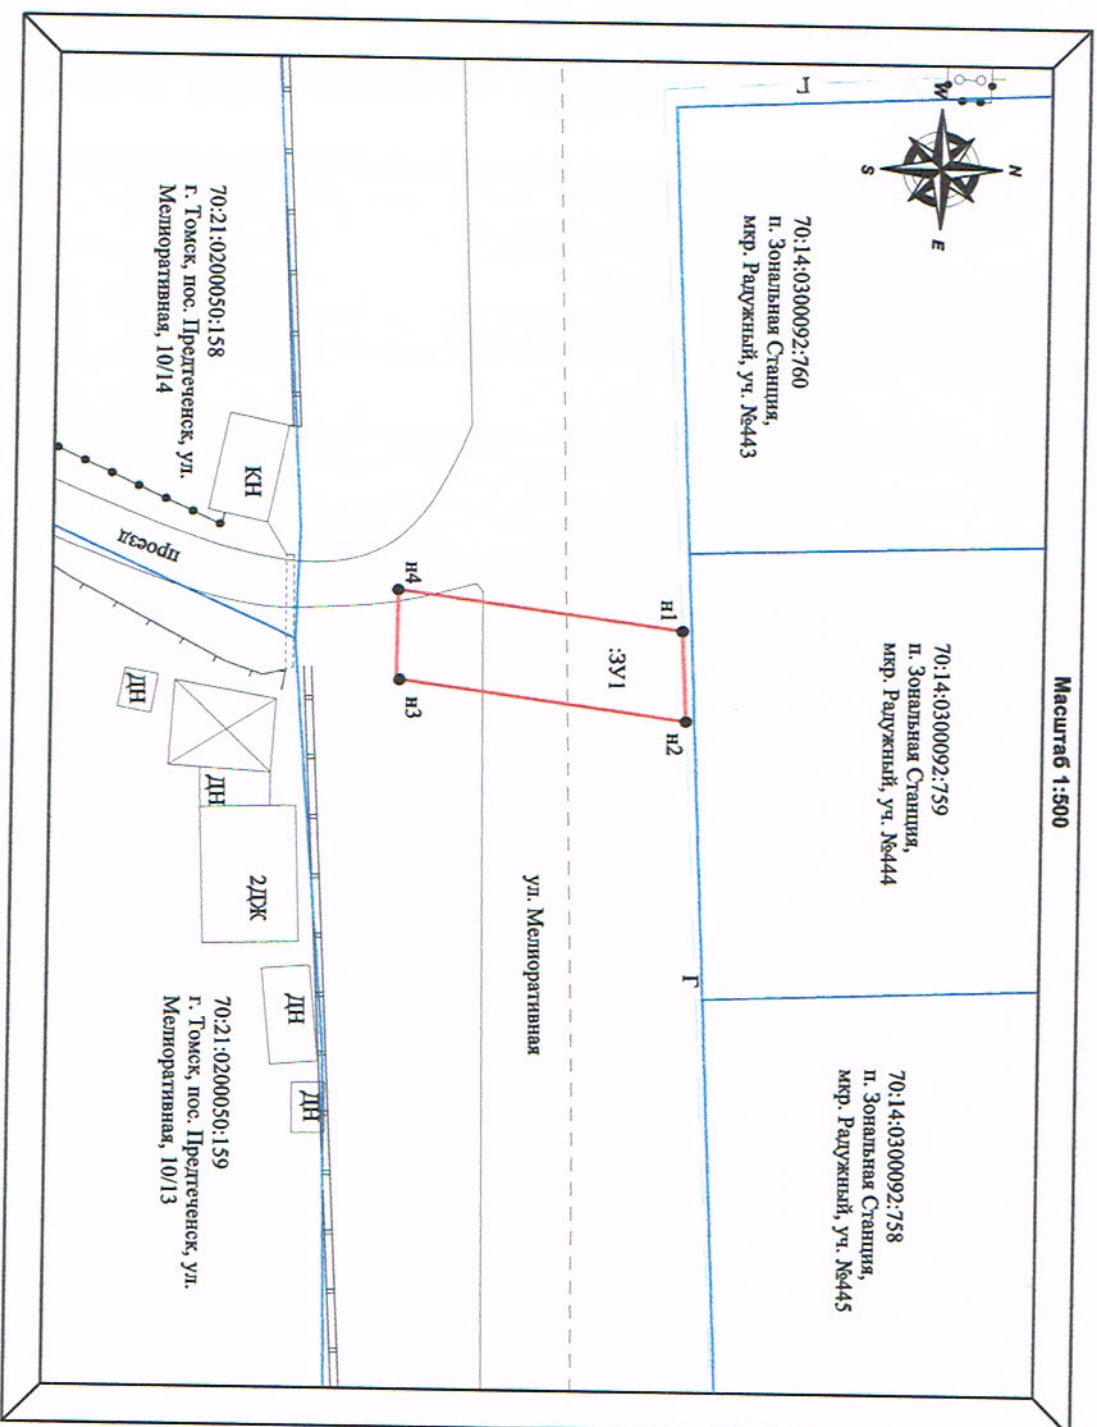 Масштаб 1:500
N
W
E
S
Г
70:14:0300092:760
п. Зональная Станция,
мкр. Радужный, уч. №443
70:14:0300092:759
п. Зональная Станция,
мкр. Радужный, уч. №444
70:14:0300092:758
п. Зональная Станция,
мкр. Радужный, уч. №445
Г
н1
н2
:ЗУ1
ул. Мелиоративная
н4
н3
70:21:0200050:158
г. Томск, пос. Предтеченск, ул.
Мелиоративная, 10/14
КН
проезд
ДН
ДН
2ДЖ
ДН
ДН
70:21:0200050:159
г. Томск, пос. Предтеченск, ул.
Мелиоративная, 10/13